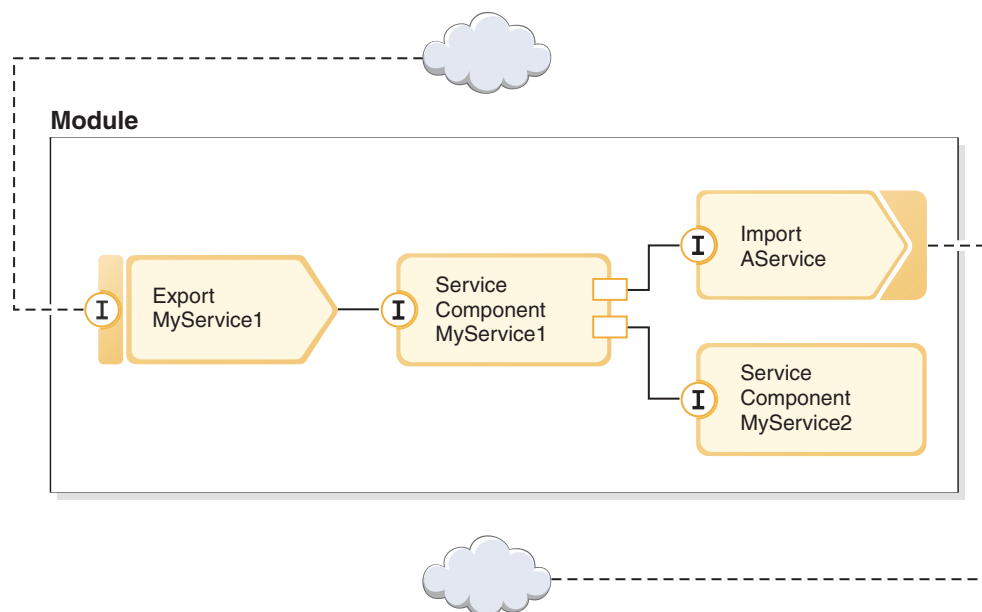 Module
Export
MyService1
I
Service
Component
MyService1
I
Import
AService
I
Service
Component
MyService2
I